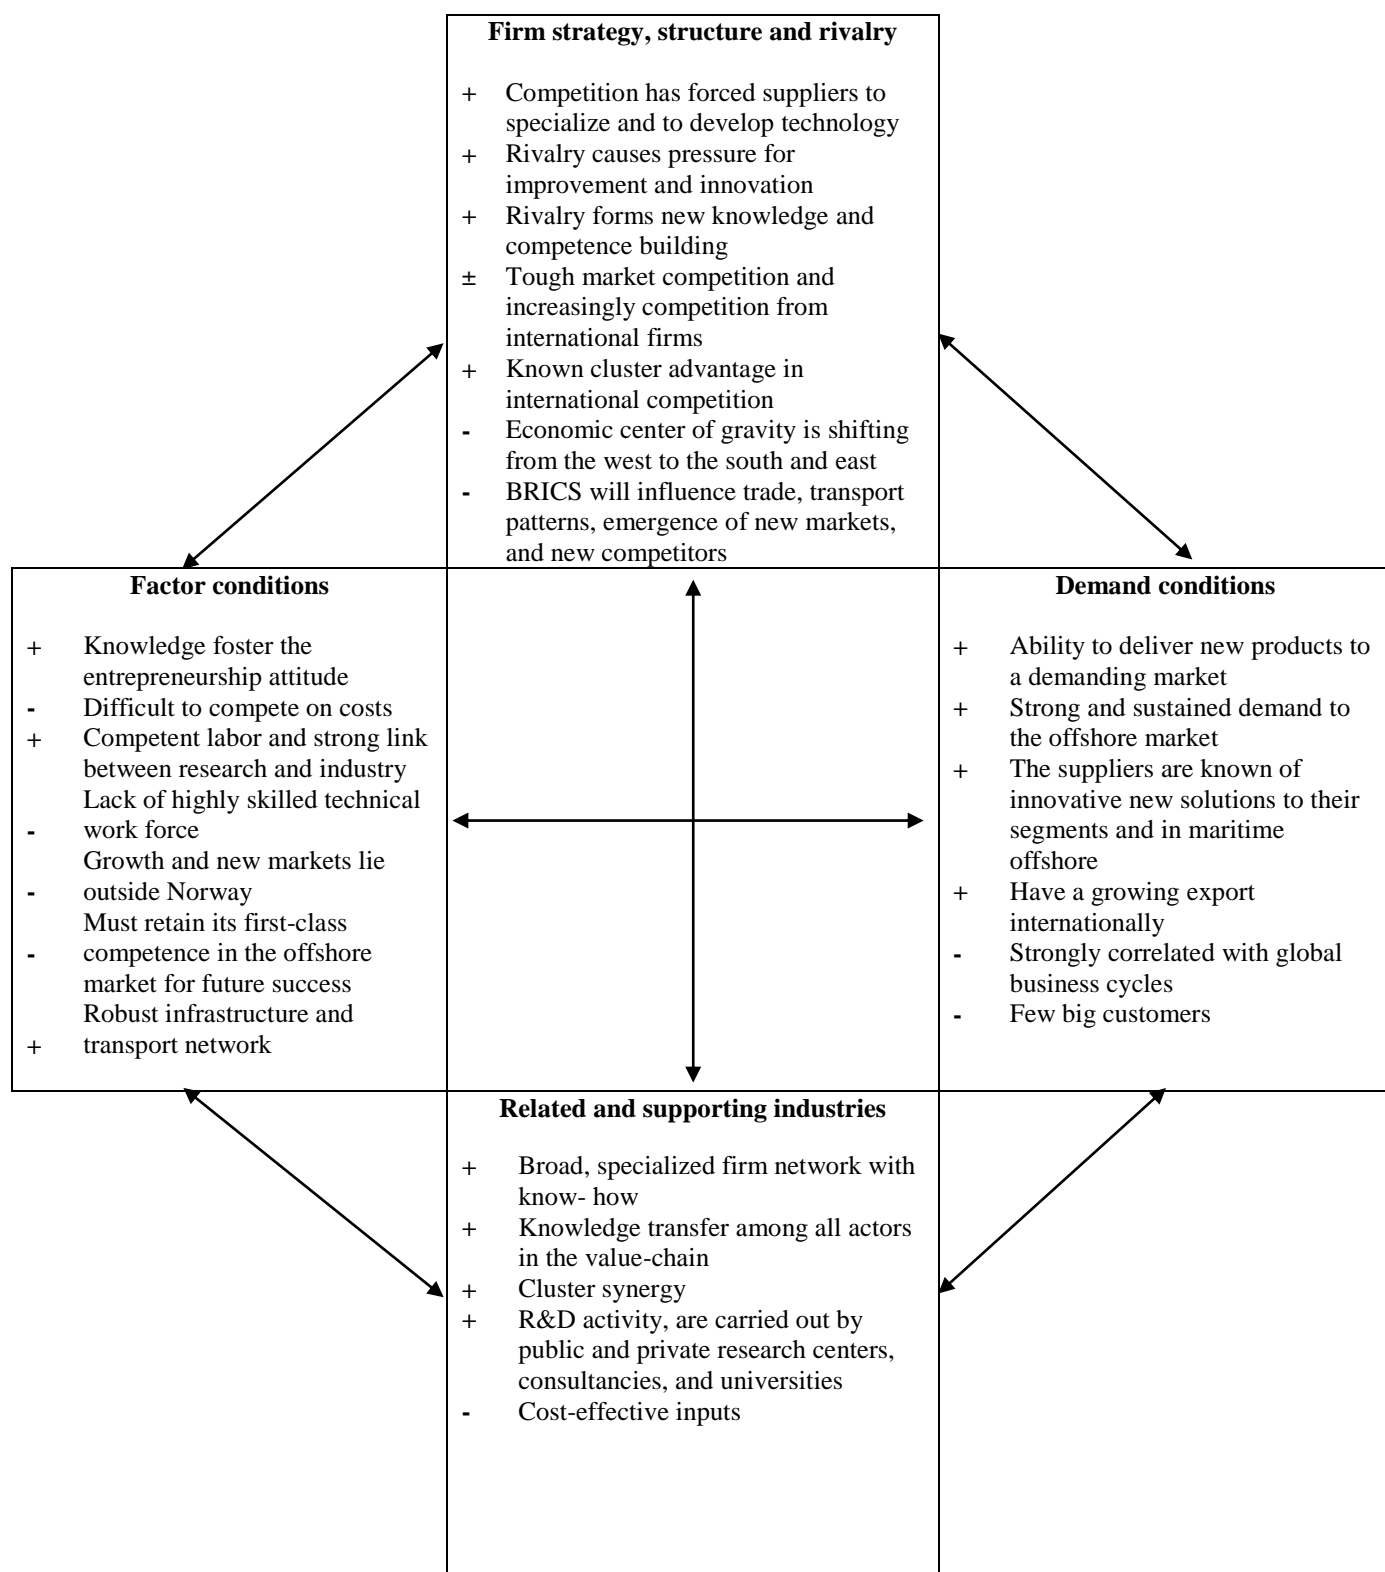 Firm strategy, structure and rivalry
+ Competition has forced suppliers to
specialize and to develop technology
+ Rivalry causes pressure for
improvement and innovation
+ Rivalry forms new knowledge and
competence building
± Tough market competition and
increasingly competition from
international firms
+ Known cluster advantage in
international competition
- Economic center of gravity is shifting
from the west to the south and east
- BRICS will influence trade, transport
patterns, emergence of new markets,
and new competitors
Factor conditions
+ Knowledge foster the
entrepreneurship attitude
- Difficult to compete on costs
+ Competent labor and strong link
between research and industry
Lack of highly skilled technical
- work force
Growth and new markets lie
- outside Norway
Must retain its first-class
- competence in the offshore
market for future success
Robust infrastructure and
+ transport network
Demand conditions
+ Ability to deliver new products to
a demanding market
+ Strong and sustained demand to
the offshore market
+ The suppliers are known of
innovative new solutions to their
segments and in maritime
offshore
+ Have a growing export
internationally
- Strongly correlated with global
business cycles
- Few big customers
Related and supporting industries
+ Broad, specialized firm network with
know- how
+ Knowledge transfer among all actors
in the value-chain
+ Cluster synergy
+ R&D activity, are carried out by
public and private research centers,
consultancies, and universities
- Cost-effective inputs